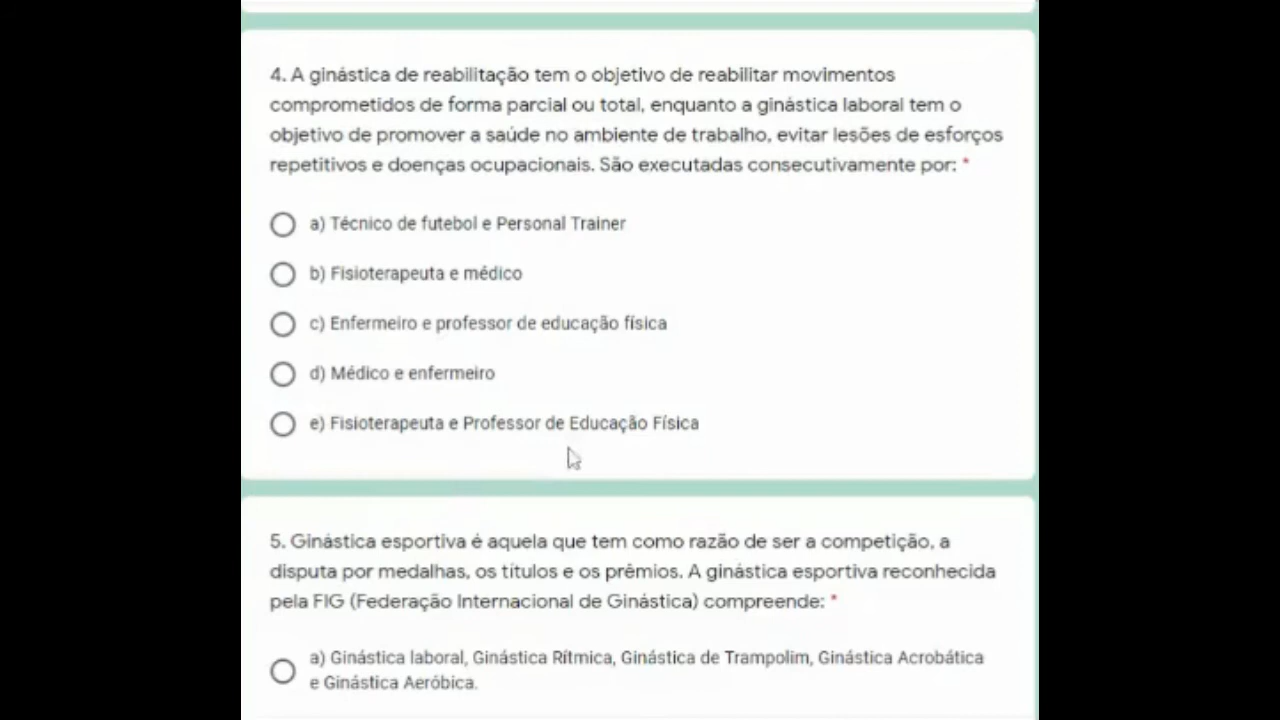 4. A ginástica de reabilitação tem o objetivo de reabilitar movimentos
comprometidos de forma parcial ou total, enquanto a ginástica laboral tem o
objetivo de promover a saúde no ambiente de trabalho, evitar lesões de esforços
repetitivos e doenças ocupacionais. São executadas consecutivamente por: *
a) Técnico de futebol e Personal Trainer
b) Fisioterapeuta e médico
c) Enfermeiro e professor de educação física
d) Médico e enfermeiro
e) Fisioterapeuta e Professor de Educação Física
5. Ginástica esportiva é aquela que tem como razão de ser a competição, a
disputa por medalhas, os títulos e os prêmios. A ginástica esportiva reconhecida
pela FIG (Federação Internacional de Ginástica) compreende: *
a) Ginástica laboral, Ginástica Rítmica, Ginástica de Trampolim, Ginástica Acrobática
e Ginástica Aeróbica.